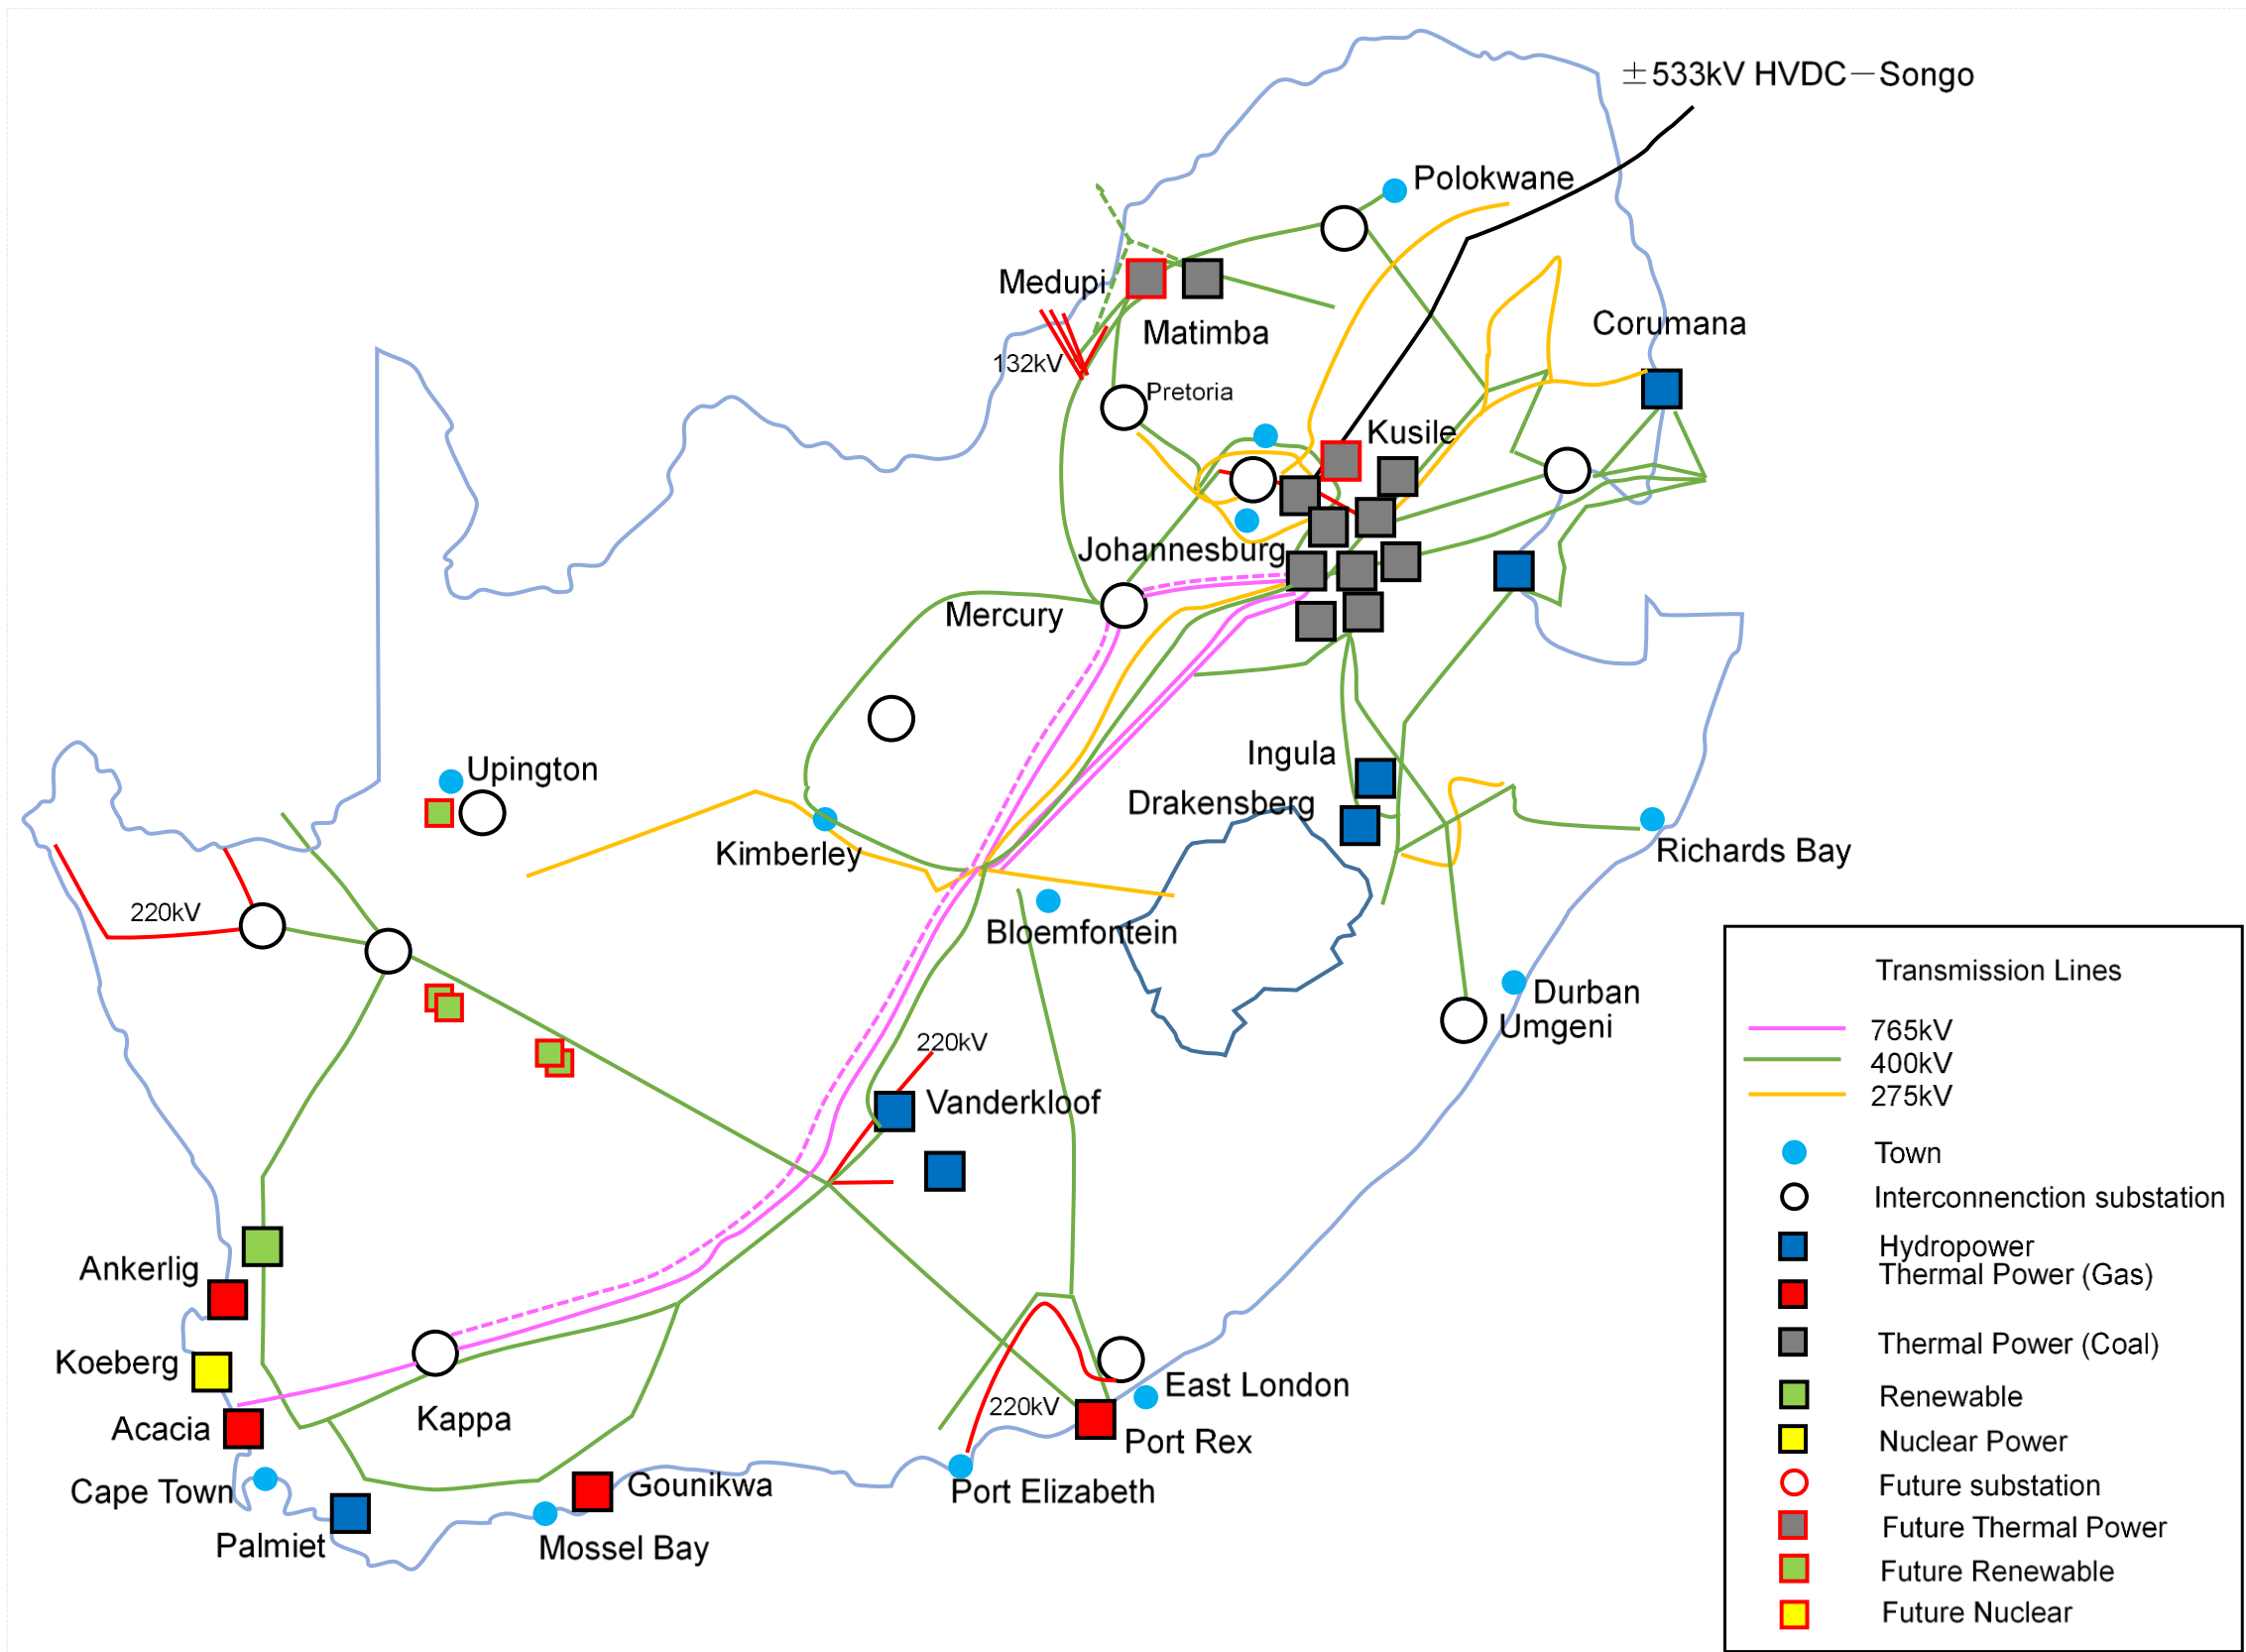 ±533kV HVDC－Songo
Polokwane
Medupi
Matimba
Corumana
132kV
Pretoria
Kusile
Johannesburg
Mercury
Ingula
Upington
Drakensberg
Kimberley
Richards Bay
220kV
Bloemfontein
Durban
Umgeni
220kV
Vanderkloof
Ankerlig
Koeberg
East London
220kV
Acacia
Kappa
Port Rex
Cape Town
Gounikwa
Port Elizabeth
Palmiet
Mossel Bay
Transmission Lines
765kV
400kV
275kV
Town
Interconnenction substation
Hydropower
Thermal Power (Gas)
Thermal Power (Coal)
Renewable
Nuclear Power
Future substation
Future Thermal Power
Future Renewable
Future Nuclear